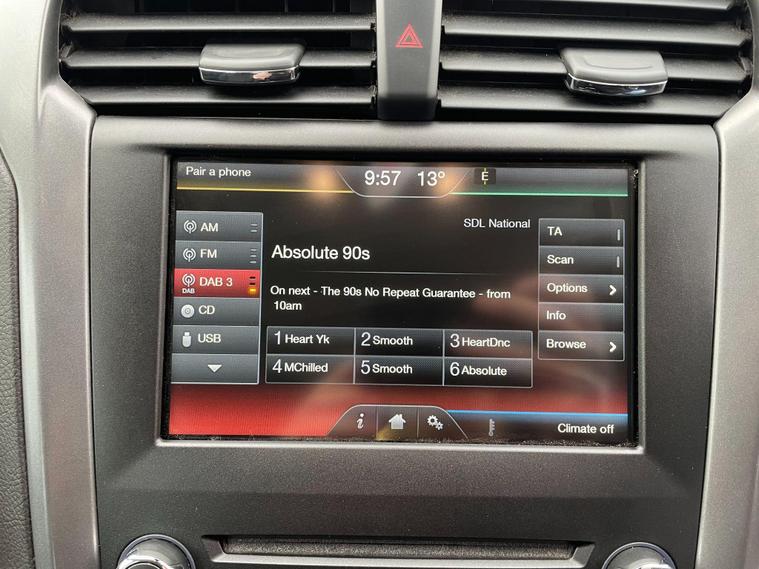 Pair a phone
9:57 13° E
SDL National
AM
FM
DAB 3
DAB
CD
USB
Absolute 90s
On next - The 90s No Repeat Guarantee - from
10am
1 Heart Yk 2 Smooth 3 HeartDnc
4 MChilled 5 Smooth 6 Absolute
TA
Scan
Options
Info
Browse
i
Climate off